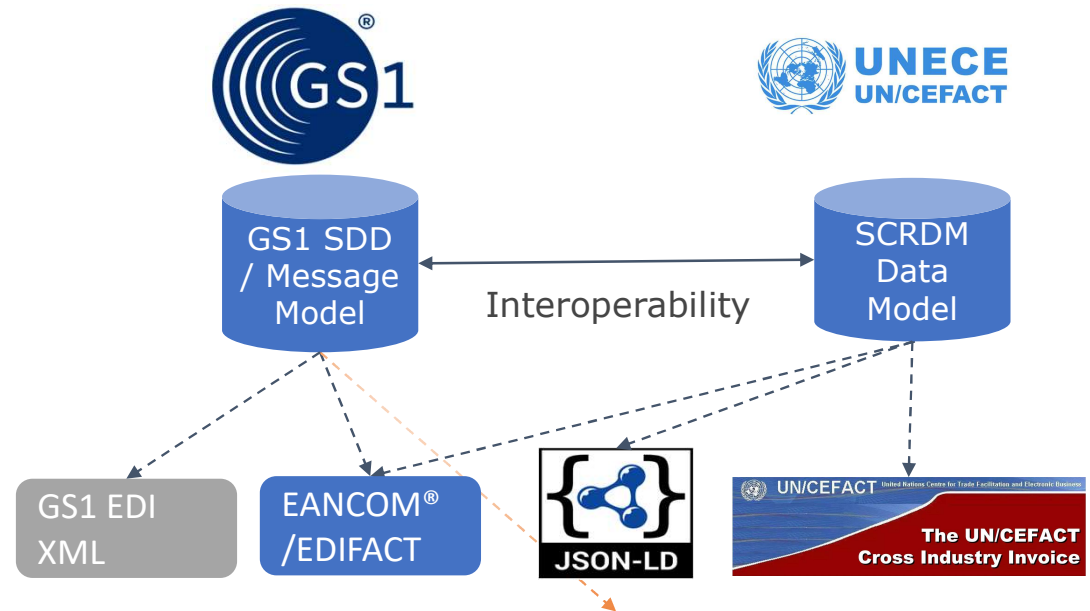 GS1
®
UNECE
UN/CEFACT
GS1 SDD
/ Message
Model
SCRDM
Data
Model
Interoperability
GS1 EDI
XML
EANCOM®
/EDIFACT
{ }
JSON-LD
UN/CEFACT United Nations Centre for Trade Facilitation and Electronic Business
The UN/CEFACT
Cross Industry Invoice